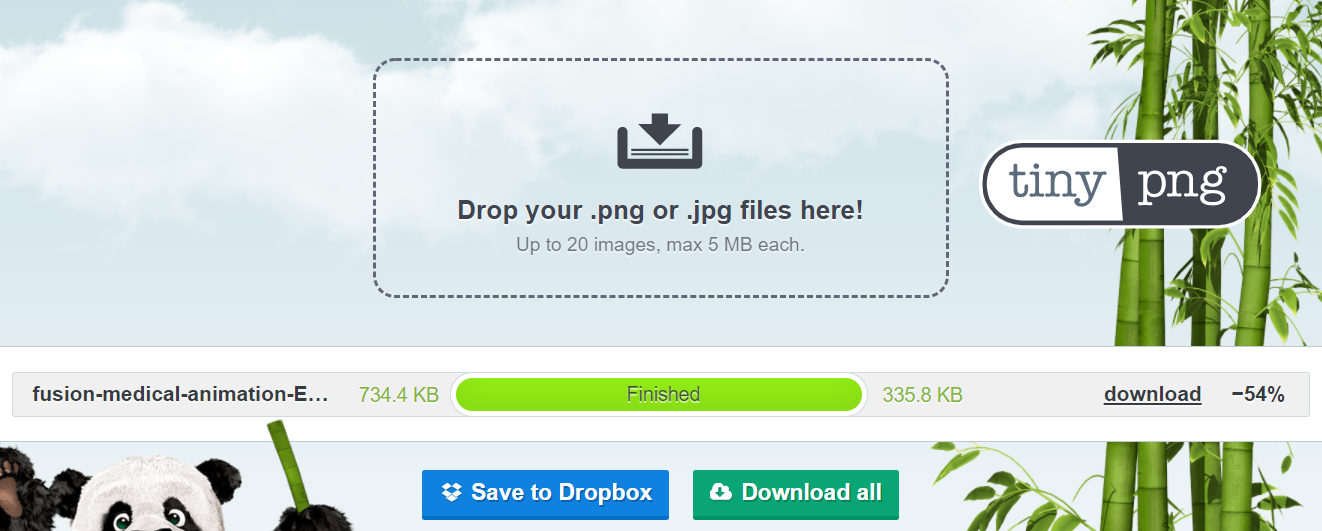 Drop your .png or .jpg files here!
Up to 20 images, max 5 MB each.
tiny png
fusion-medical-animation-E... 734.4 KB Finished 335.8 KB download −54%
Save to Dropbox Download all